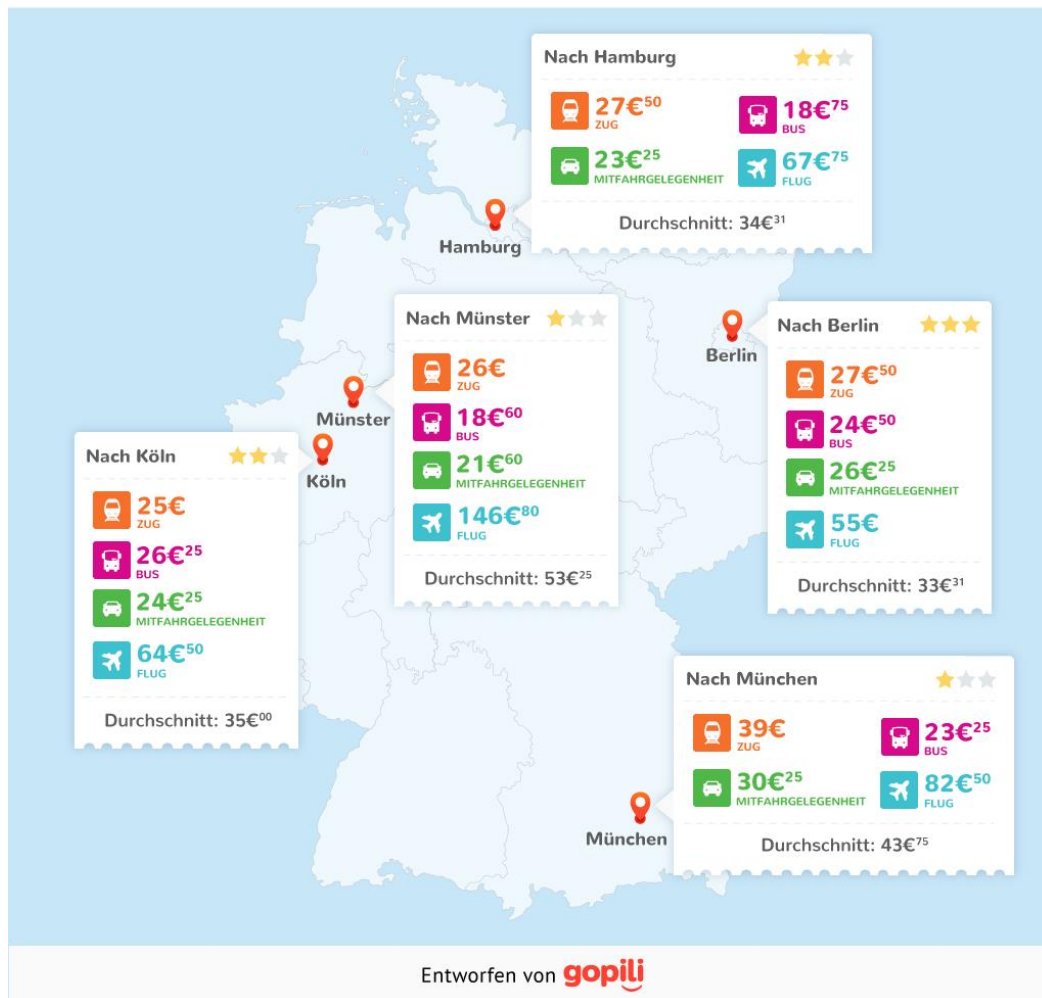 Nach Hamburg
27€50
ZUG
18€75
BUS
23€25
MITFAHRGELEGENHEIT
67€75
FLUG
Durchschnitt: 34€31
Hamburg
Nach Münster
26€
ZUG
18€60
BUS
21€60
MITFAHRGELEGENHEIT
146€80
FLUG
Durchschnitt: 53€25
Münster
Nach Berlin
27€50
ZUG
24€50
BUS
26€25
MITFAHRGELEGENHEIT
55€
FLUG
Durchschnitt: 33€31
Berlin
Nach Köln
25€
ZUG
26€25
BUS
24€25
MITFAHRGELEGENHEIT
64€50
FLUG
Durchschnitt: 35€00
Köln
Nach München
39€
ZUG
23€25
BUS
30€25
MITFAHRGELEGENHEIT
82€50
FLUG
Durchschnitt: 43€75
München
Entworfen von gopili